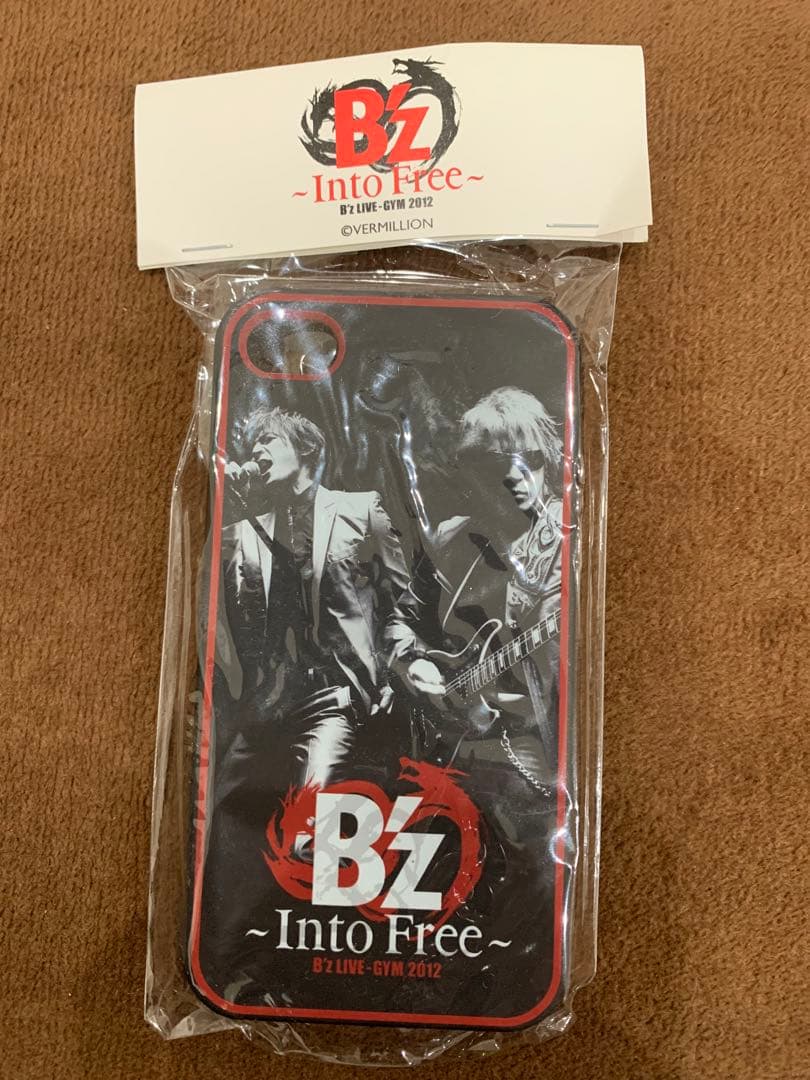 B'z
~Into Free~
B'z LIVE-GYM 2012
©VERMILLION
B'z
~Into Free~
B'z LIVE-GYM 2012